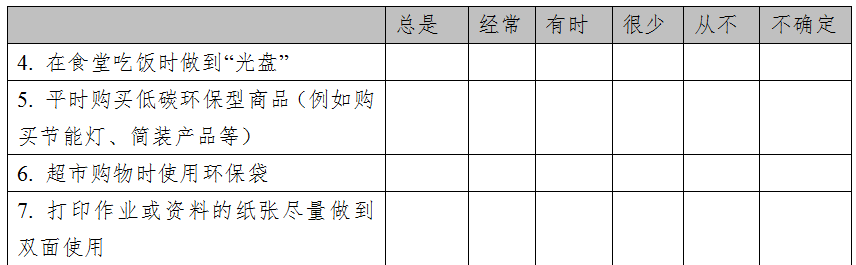 总是 经常 有时 很少 从不 不确定
4. 在食堂吃饭时做到“光盘”
5. 平时购买低碳环保型商品（例如购
买节能灯、简装产品等）
6. 超市购物时使用环保袋
7. 打印作业或资料的纸张尽量做到
双面使用